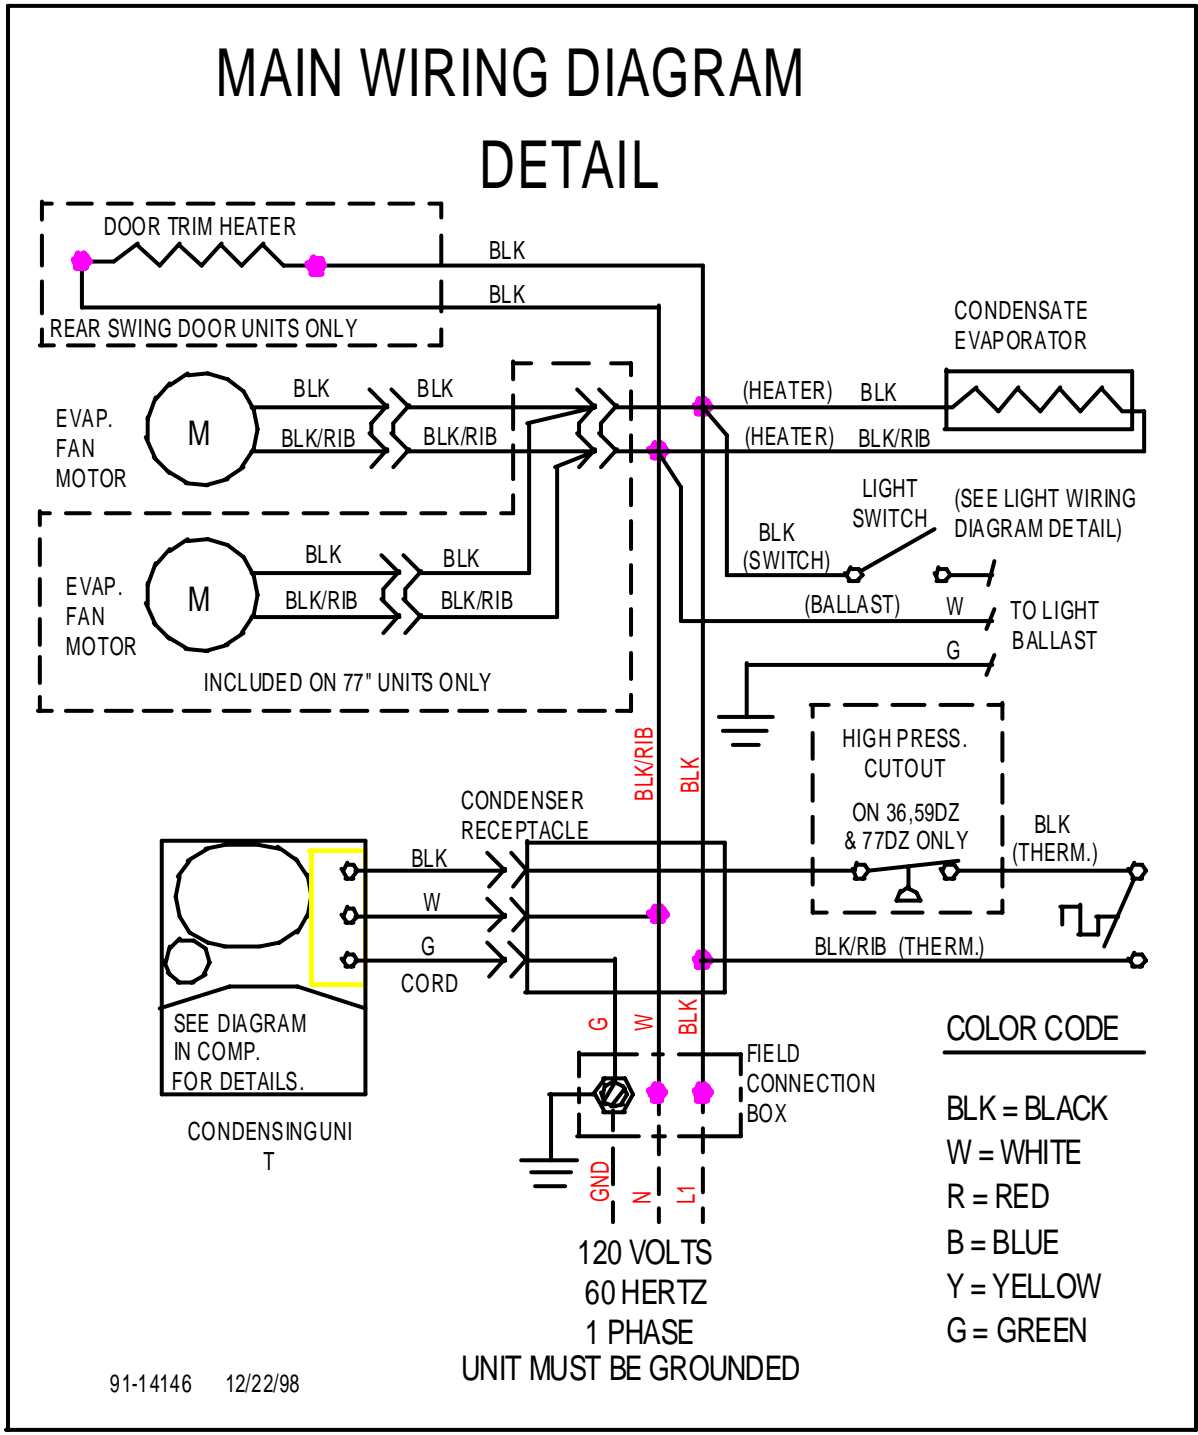 MAIN WIRING DIAGRAM
DETAIL
DOOR TRIM HEATER
BLK
BLK
REAR SWING DOOR UNITS ONLY
CONDENSATE
EVAPORATOR
EVAP.
FAN
MOTOR
M
BLK
BLK
BLK/RIB
BLK/RIB
(HEATER) BLK
(HEATER) BLK/RIB
LIGHT
SWITCH
(SEE LIGHT WIRING
DIAGRAM DETAIL)
BLK
(SWITCH)
EVAP.
FAN
MOTOR
M
BLK
BLK
BLK/RIB
BLK/RIB
(BALLAST) W
G
TO LIGHT
BALLAST
INCLUDED ON 77" UNITS ONLY
BLK/RIB
BLK
HIGH PRESS.
CUTOUT
ON 36,59DZ
& 77DZ ONLY
BLK
(THERM.)
CONDENSER
RECEPTACLE
BLK
W
G
CORD
BLK/RIB (THERM.)
SEE DIAGRAM
IN COMP.
FOR DETAILS.
CONDENSINGUNI
T
G
W
BLK
FIELD
CONNECTION
BOX
GND
N
L1
120 VOLTS
60 HERTZ
1 PHASE
UNIT MUST BE GROUNDED
COLOR CODE
BLK = BLACK
W = WHITE
R = RED
B = BLUE
Y = YELLOW
G = GREEN
91-14146 12/22/98